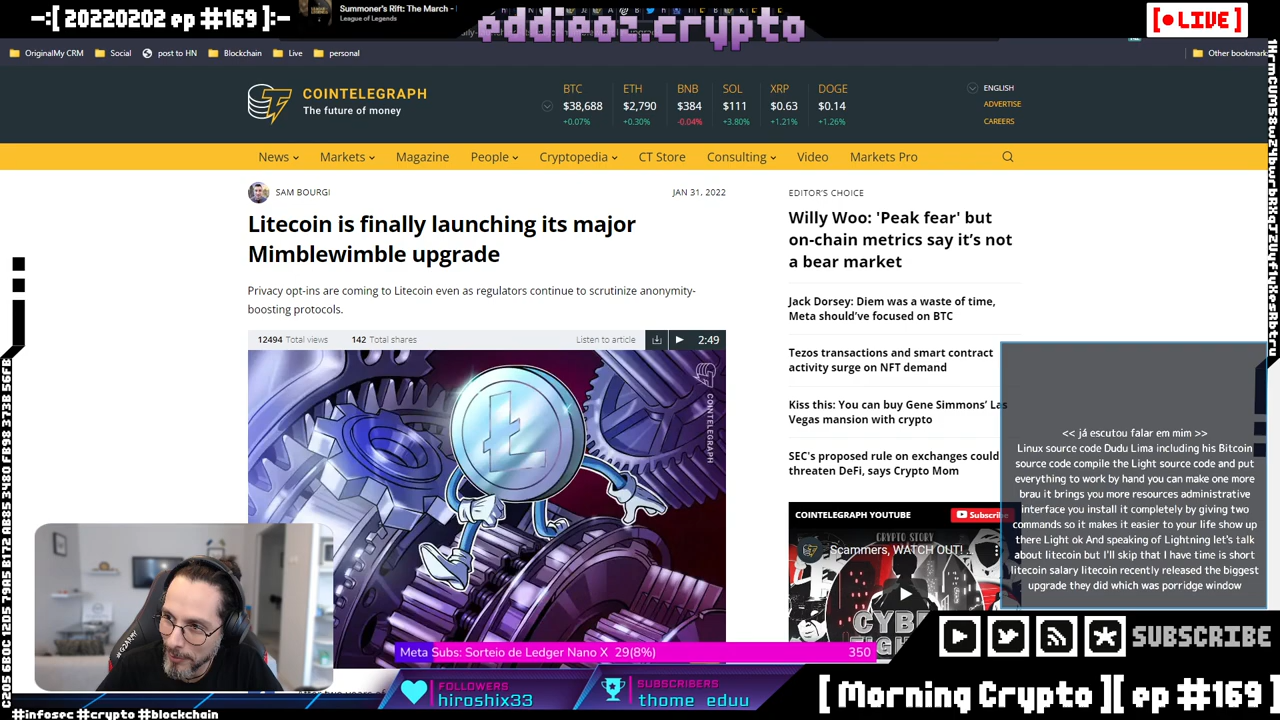 -:[ 20220202 ep #169 ]:-
Summoner's Rift: The March -
League of Legends
eddieoz.crypto
[•LIVE]
OriginalMy CRM
Social
post to HN
Blockchain
Live
personal
Other bookmark
COINTELEGRAPH
The future of money
BTC ETH BNB SOL XRP DOGE
$38,688 $2,790 $384 $111 $0.63 $0.14
+0.07% +0.30% -0.04% +3.80% +1.21% +1.26%
ENGLISH
ADVERTISE
CAREERS
News Markets Magazine People Cryptopedia CT Store Consulting Video Markets Pro
SAM BOURGI
JAN 31, 2022
Litecoin is finally launching its major
Mimblewimble upgrade
Privacy opt-ins are coming to Litecoin even as regulators continue to scrutinize anonymity-
boosting protocols.
12494 Total views 142 Total shares
Listen to article
2:49
COINTELEGRAPH
EDITOR'S CHOICE
Willy Woo: 'Peak fear' but
on-chain metrics say it's not
a bear market
Jack Dorsey: Diem was a waste of time,
Meta should've focused on BTC
Tezos transactions and smart contract
activity surge on NFT demand
Kiss this: You can buy Gene Simmons' Las
Vegas mansion with crypto
SEC's proposed rule on exchanges could
threaten DeFi, says Crypto Mom
COINTELEGRAPH YOUTUBE
Subscribe
CRYPTO STORY
Scammers, WATCH OUT! ...
<< já escutou falar em mim >>
Linux source code Dudu Lima including his Bitcoin
source code compile the Light source code and put
everything to work by hand you can make one more
brau it brings you more resources administrative
interface you install it completely by giving two
commands so it makes it easier to your life show up
there Light ok And speaking of Lightning let's talk
about litecoin but I'll skip that I have time is short
litecoin salary litecoin recently released the biggest
upgrade they did which was porridge window
Meta Subs: Sorteio de Ledger Nano X 29(8%)
350
SUBSCRIBE
FOLLOWERS
hiroshix33
SUBSCRIBERS
thome_eduu
[ Morning Crypto ][ ep #169 ]
#infosec #crypto #blockchain